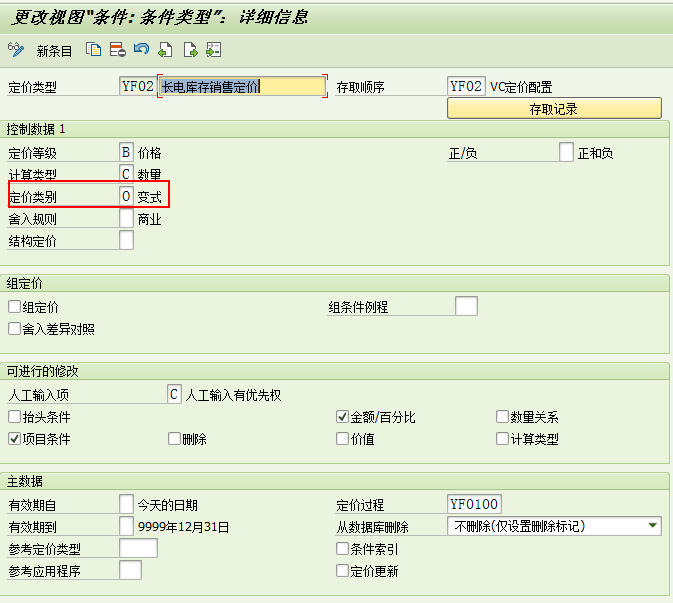 更改视图"条件: 条件类型": 详细信息
新条目
定价类型 YF02 长电库存销售定价 存取顺序 YF02 VC定价配置
存取记录
控制数据 1
定价等级 B 价格 正/负 正和负
计算类型 C 数量
定价类别 O 变式
舍入规则 商业
结构定价
组定价
组定价 组条件例程
舍入差异对照
可进行的修改
人工输入项 C 人工输入有优先权
抬头条件 金额/百分比 数量关系
项目条件 删除 价值 计算类型
主数据
有效期自 今天的日期 定价过程 YF0100
有效期到 9999年12月31日 从数据库删除 不删除(仅设置删除标记)
参考定价类型 条件索引
参考应用程序 定价更新